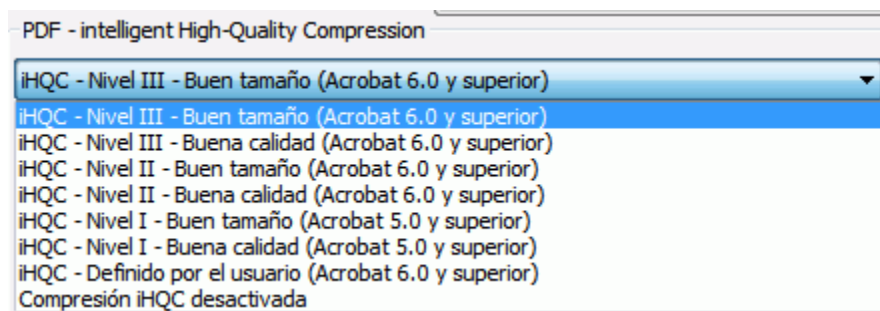 PDF - intelligent High-Quality Compression
iHQC - Nivel III - Buen tamaño (Acrobat 6.0 y superior)
iHQC - Nivel III - Buen tamaño (Acrobat 6.0 y superior)
iHQC - Nivel III - Buena calidad (Acrobat 6.0 y superior)
iHQC - Nivel II - Buen tamaño (Acrobat 6.0 y superior)
iHQC - Nivel II - Buena calidad (Acrobat 6.0 y superior)
iHQC - Nivel I - Buen tamaño (Acrobat 5.0 y superior)
iHQC - Nivel I - Buena calidad (Acrobat 5.0 y superior)
iHQC - Definido por el usuario (Acrobat 6.0 y superior)
Compresión iHQC desactivada